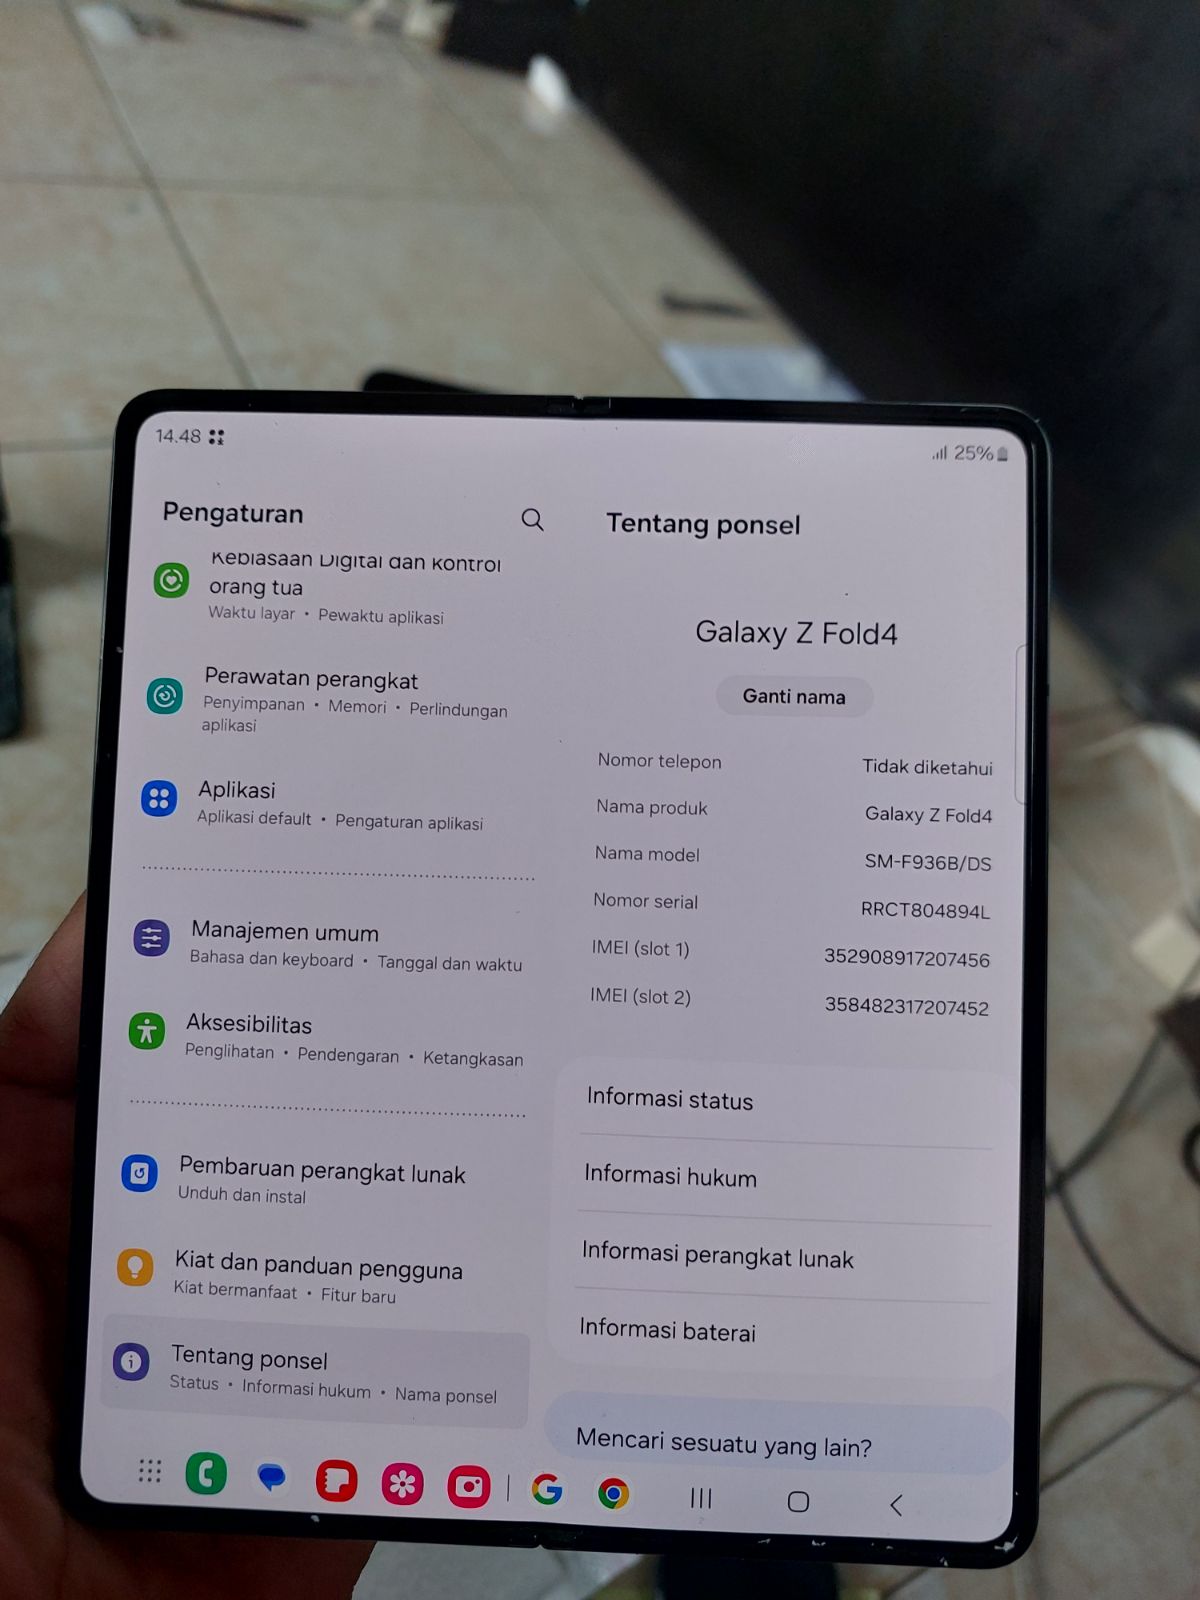 14.48
25%
Pengaturan
Kebiasaan Digital dan kontrol
orang tua
Waktu layar • Pewaktu aplikasi
Perawatan perangkat
Penyimpanan • Memori • Perlindungan
aplikasi
Aplikasi
Aplikasi default • Pengaturan aplikasi
Manajemen umum
Bahasa dan keyboard • Tanggal dan waktu
Aksesibilitas
Penglihatan • Pendengaran • Ketangkasan
Pembaruan perangkat lunak
Unduh dan instal
Kiat dan panduan pengguna
Kiat bermanfaat • Fitur baru
Tentang ponsel
Status • Informasi hukum • Nama ponsel
Tentang ponsel
Galaxy Z Fold4
Ganti nama
Nomor telepon Tidak diketahui
Nama produk Galaxy Z Fold4
Nama model SM-F936B/DS
Nomor serial RRCT804894L
IMEI (slot 1) 352908917207456
IMEI (slot 2) 358482317207452
Informasi status
Informasi hukum
Informasi perangkat lunak
Informasi baterai
Mencari sesuatu yang lain?